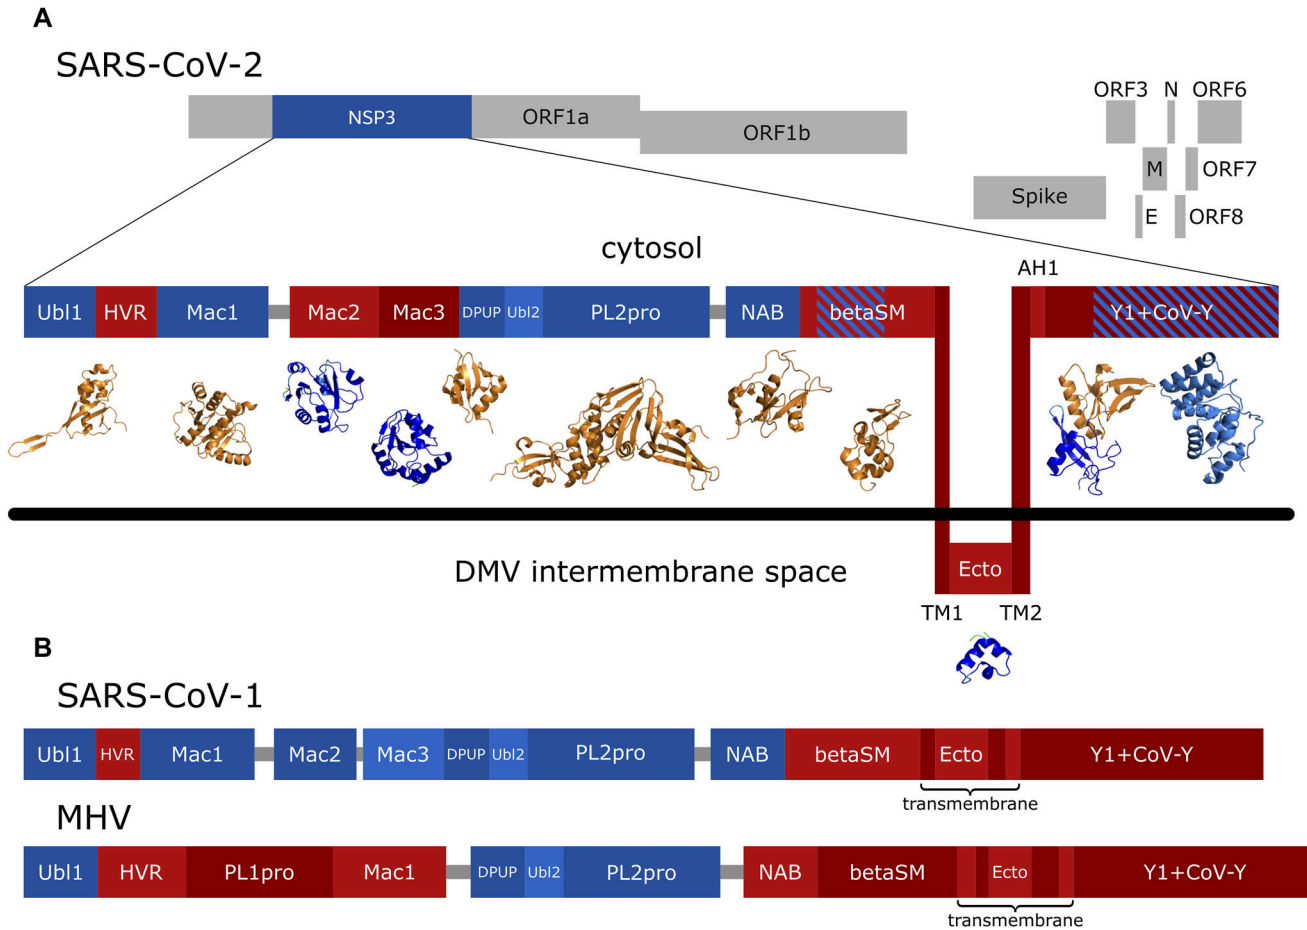 A
SARS-CoV-2
ORF3 N ORF6
NSP3 ORF1a ORF1b
M ORF7
Spike E ORF8
cytosol
AH1
Ubl1 HVR Mac1 Mac2 Mac3 DPUP Ubl2 PL2pro NAB betaSM Y1+CoV-Y
DMV intermembrane space
Ecto
TM1 TM2
B
SARS-CoV-1
Ubl1 HVR Mac1 Mac2 Mac3 DPUP Ubl2 PL2pro NAB betaSM Ecto Y1+CoV-Y
transmembrane
MHV
Ubl1 HVR PL1pro Mac1 DPUP Ubl2 PL2pro NAB betaSM Ecto Y1+CoV-Y
transmembrane